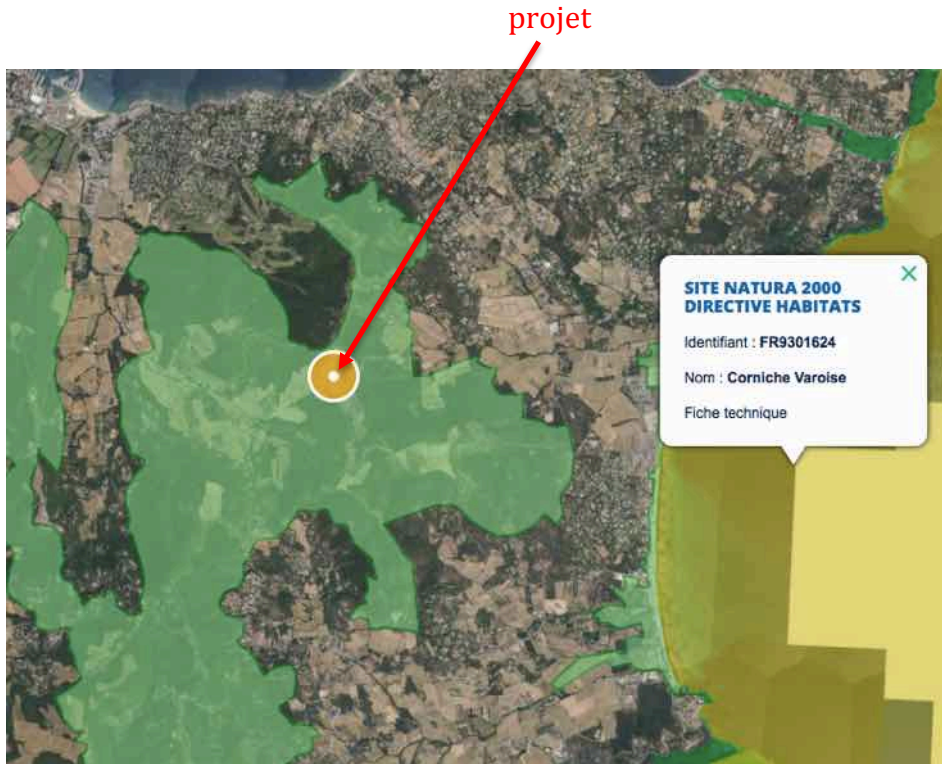 projet
SITE NATURA 2000
DIRECTIVE HABITATS
Identifiant : FR9301624
Nom : Corniche Varoise
Fiche technique